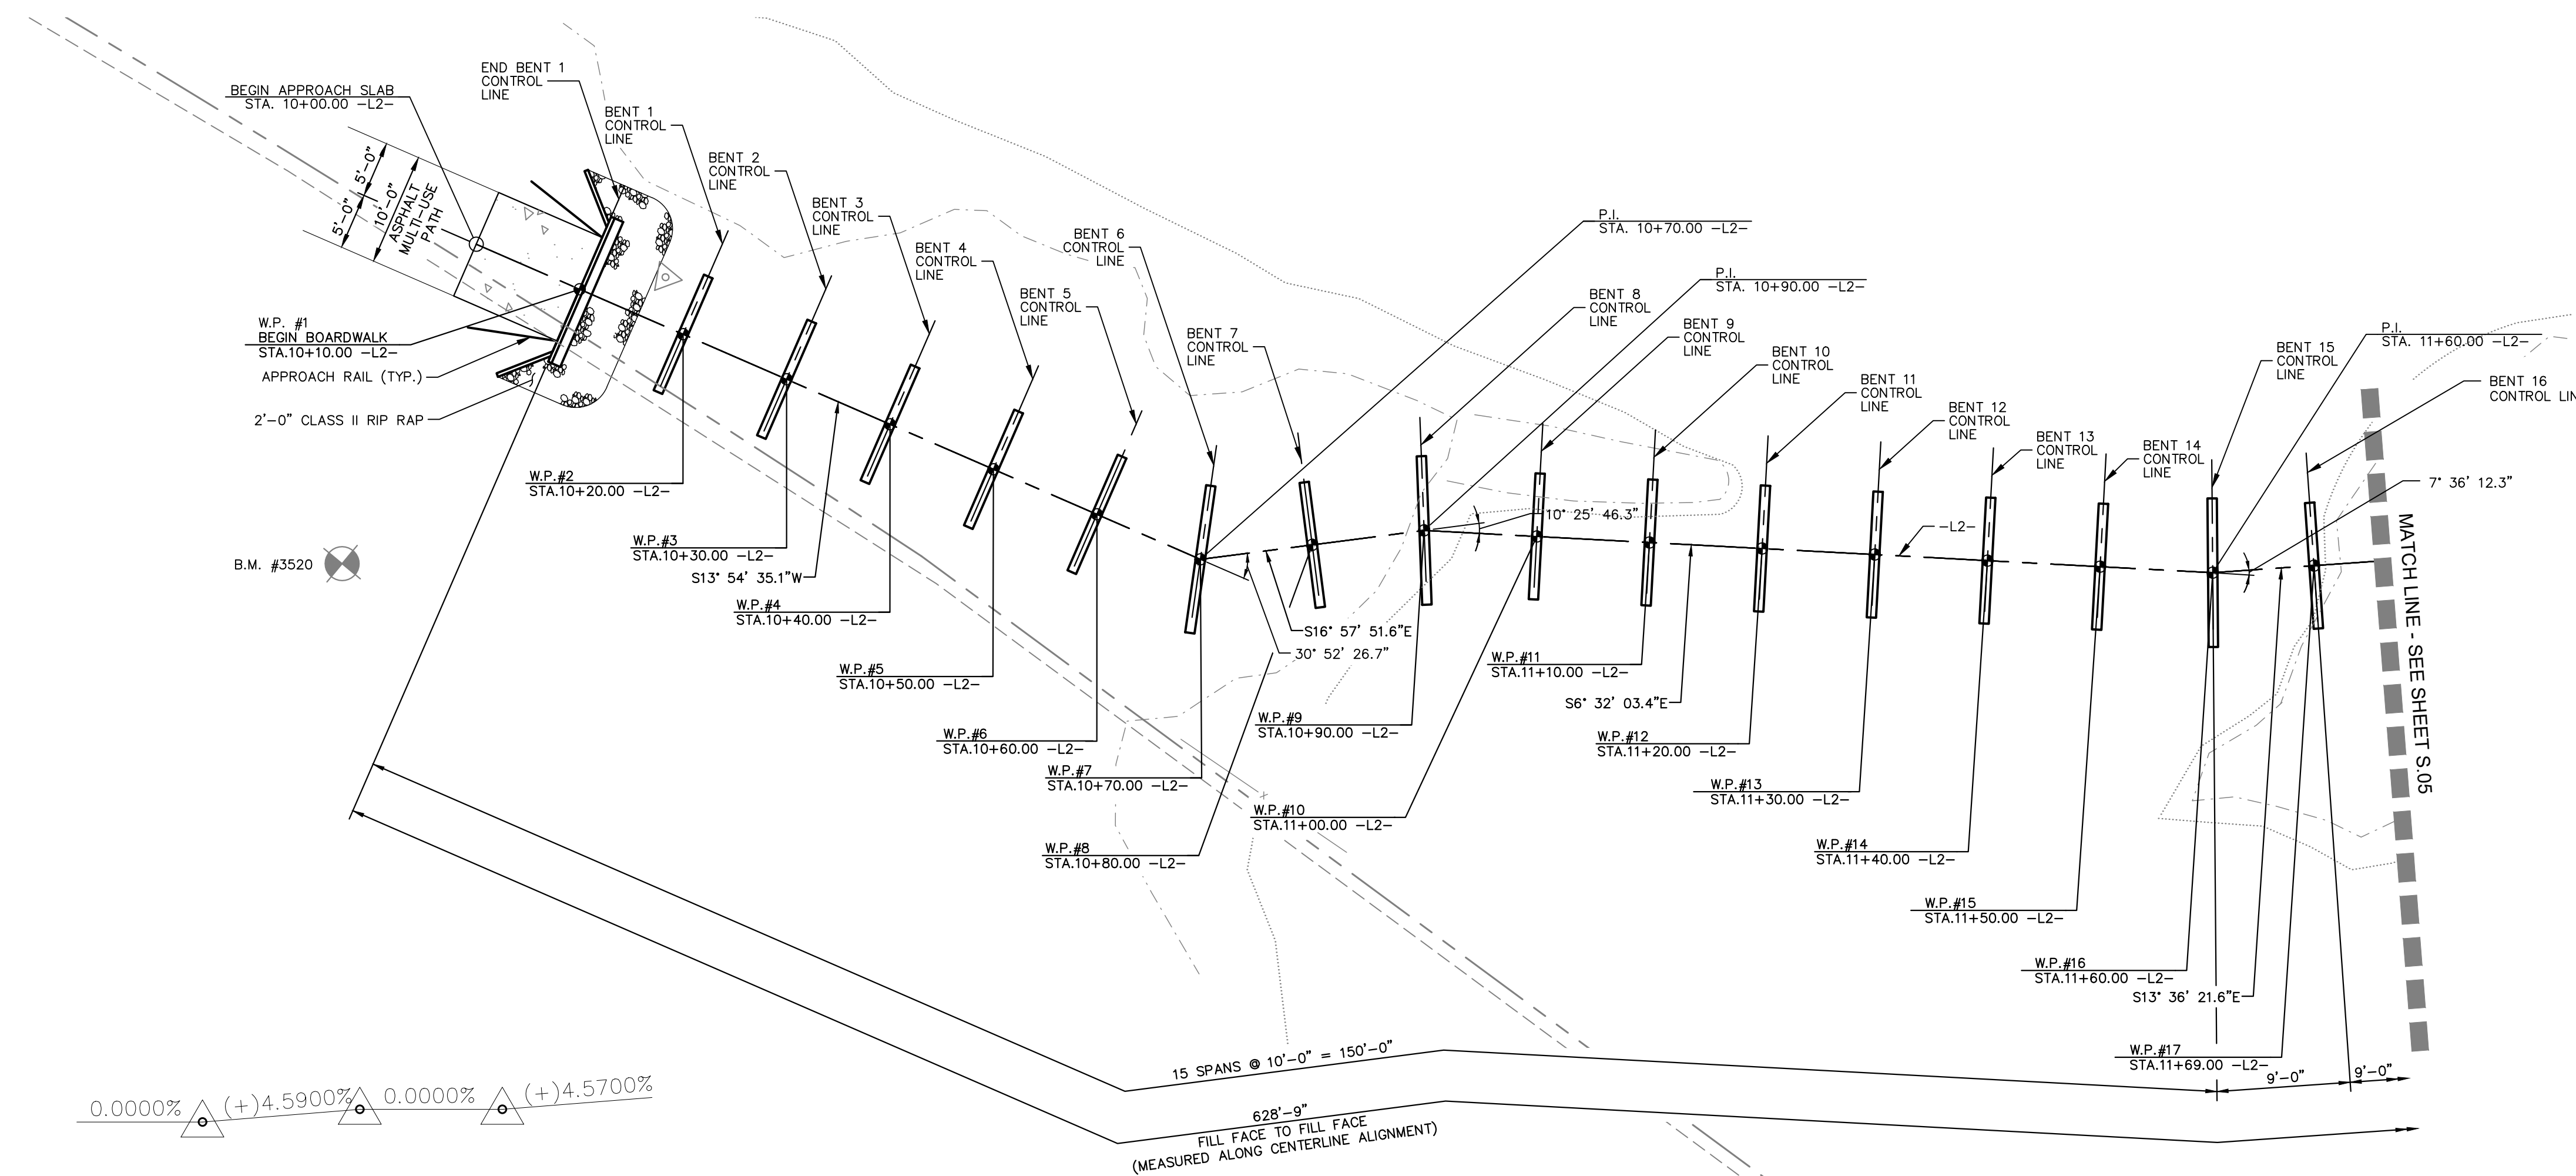 BEGIN APPROACH SLAB
STA. 10+00.00 -L2-
END BENT 1
CONTROL
LINE
BENT 1
CONTROL
LINE
BENT 2
CONTROL
LINE
BENT 3
CONTROL
LINE
BENT 4
CONTROL
LINE
BENT 5
CONTROL
LINE
BENT 6
CONTROL
LINE
BENT 7
CONTROL
LINE
P.I.
STA. 10+70.00 -L2-
P.I.
STA. 10+90.00 -L2-
BENT 8
CONTROL
LINE
BENT 9
CONTROL
LINE
BENT 10
CONTROL
LINE
BENT 11
CONTROL
LINE
BENT 12
CONTROL
LINE
BENT 13
CONTROL
LINE
BENT 14
CONTROL
LINE
BENT 15
CONTROL
LINE
P.I.
STA. 11+60.00 -L2-
BENT 16
CONTROL LIN
5'-0"
5'-0"
10'-0"
ASPHALT
MULTI-USE
PATH
W.P. #1
BEGIN BOARDWALK
STA.10+10.00 -L2-
APPROACH RAIL (TYP.)
2'-0" CLASS II RIP RAP
B.M. #3520
W.P.#2
STA.10+20.00 -L2-
W.P.#3
STA.10+30.00 -L2-
S13° 54' 35.1"W
W.P.#4
STA.10+40.00 -L2-
W.P.#5
STA.10+50.00 -L2-
W.P.#6
STA.10+60.00 -L2-
W.P.#7
STA.10+70.00 -L2-
W.P.#8
STA.10+80.00 -L2-
S16° 57' 51.6"E
30° 52' 26.7"
10° 25' 46.3"
W.P.#9
STA.10+90.00 -L2-
W.P.#10
STA.11+00.00 -L2-
W.P.#11
STA.11+10.00 -L2-
S6° 32' 03.4"E
-L2-
W.P.#12
STA.11+20.00 -L2-
W.P.#13
STA.11+30.00 -L2-
W.P.#14
STA.11+40.00 -L2-
W.P.#15
STA.11+50.00 -L2-
W.P.#16
STA.11+60.00 -L2-
S13° 36' 21.6"E
W.P.#17
STA.11+69.00 -L2-
7° 36' 12.3"
MATCH LINE - SEE SHEET S.05
9'-0"
9'-0"
15 SPANS @ 10'-0" = 150'-0"
628'-9"
FILL FACE TO FILL FACE
(MEASURED ALONG CENTERLINE ALIGNMENT)
0.0000%
(+)4.5900%
0.0000%
(+)4.5700%